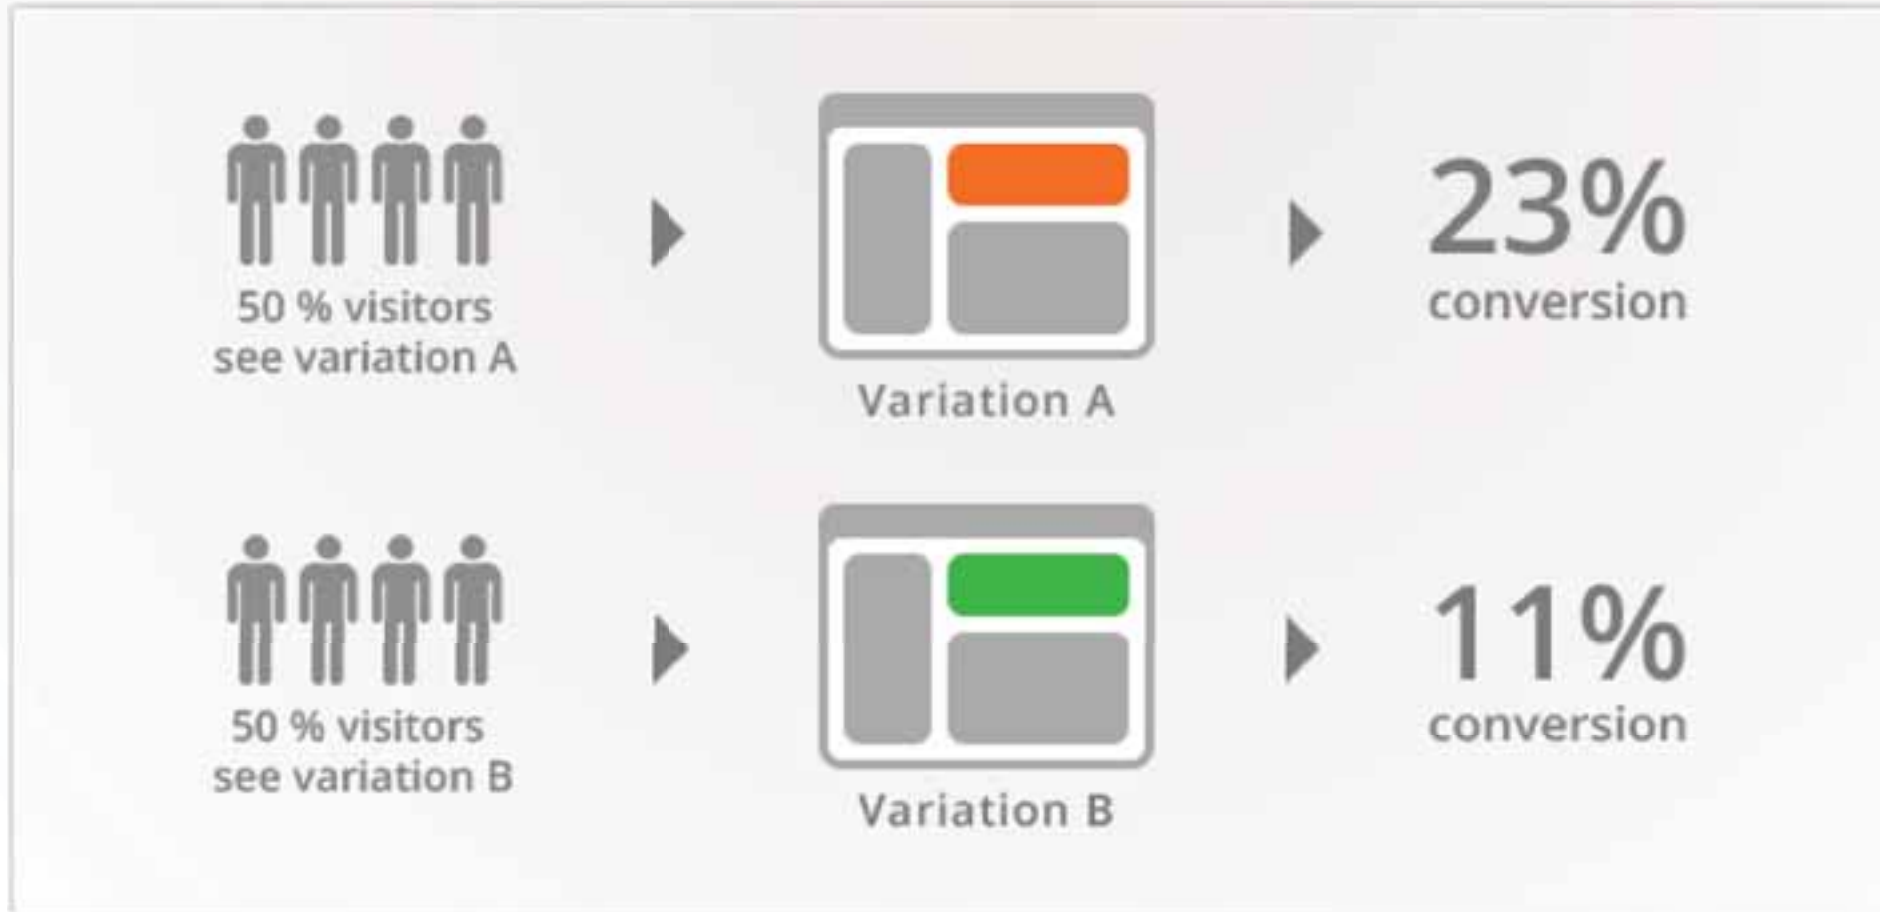 50 % visitors
see variation A
Variation A
23%
conversion
50 % visitors
see variation B
Variation B
11%
conversion